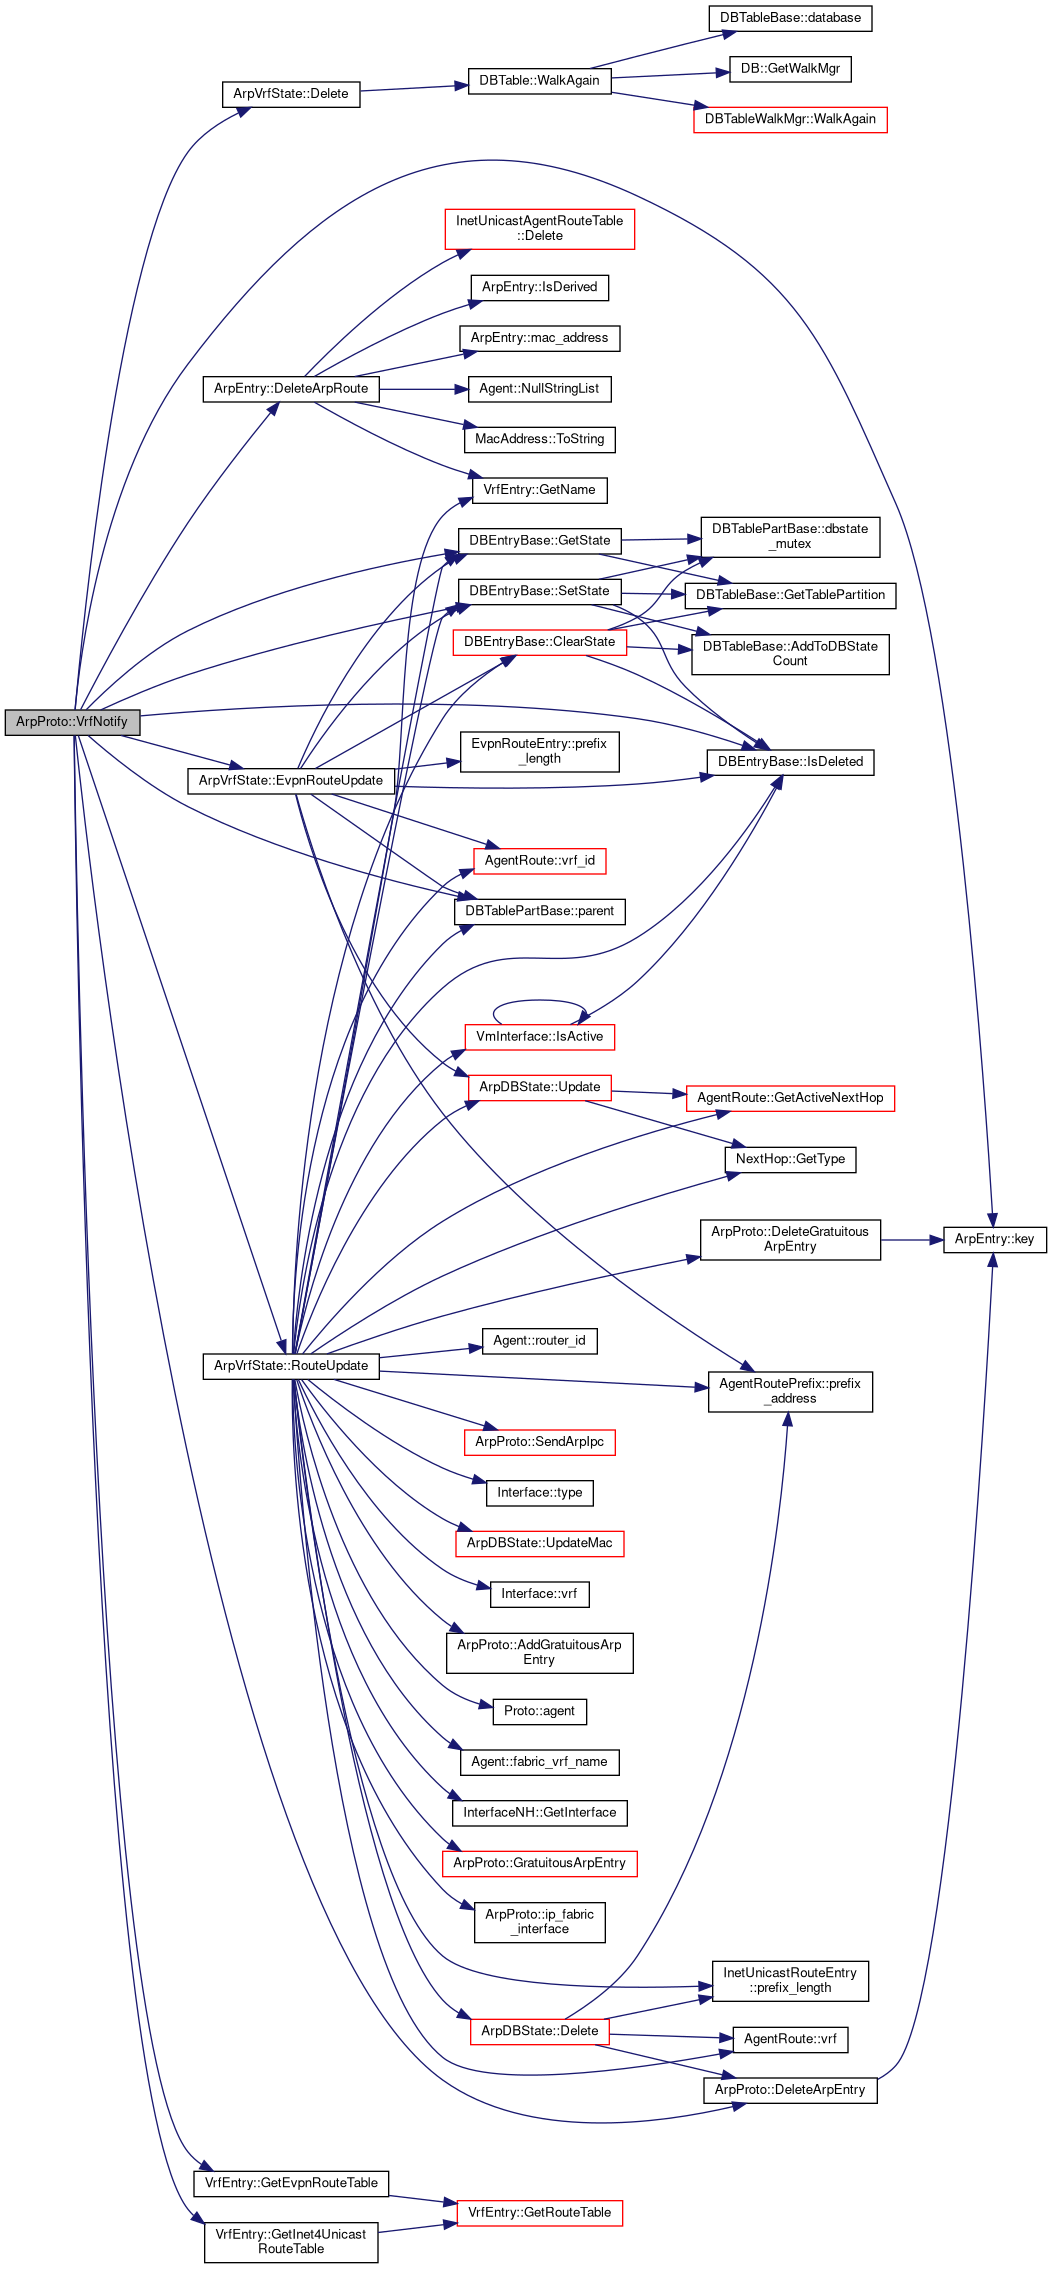 DBTableBase::database
DB::GetWalkMgr
ArpVrfState::Delete
DBTable::WalkAgain
DBTableWalkMgr::WalkAgain
InetUnicastAgentRouteTable
::Delete
ArpEntry::IsDerived
ArpEntry::mac_address
ArpEntry::DeleteArpRoute
Agent::NullStringList
MacAddress::ToString
VrfEntry::GetName
DBEntryBase::GetState
DBTablePartBase::dbstate
_mutex
DBEntryBase::SetState
DBTableBase::GetTablePartition
DBEntryBase::ClearState
DBTableBase::AddToDBState
Count
ArpProto::VrfNotify
EvpnRouteEntry::prefix
_length
ArpVrfState::EvpnRouteUpdate
DBEntryBase::IsDeleted
AgentRoute::vrf_id
DBTablePartBase::parent
VmInterface::IsActive
ArpDBState::Update
AgentRoute::GetActiveNextHop
NextHop::GetType
ArpProto::DeleteGratuitous
ArpEntry
ArpEntry::key
Agent::router_id
ArpVrfState::RouteUpdate
AgentRoutePrefix::prefix
_address
ArpProto::SendArpIpc
Interface::type
ArpDBState::UpdateMac
Interface::vrf
ArpProto::AddGratuitousArp
Entry
Proto::agent
Agent::fabric_vrf_name
InterfaceNH::GetInterface
ArpProto::GratuitousArpEntry
ArpProto::ip_fabric
_interface
InetUnicastRouteEntry
::prefix_length
ArpDBState::Delete
AgentRoute::vrf
ArpProto::DeleteArpEntry
VrfEntry::GetEvpnRouteTable
VrfEntry::GetRouteTable
VrfEntry::GetInet4Unicast
RouteTable